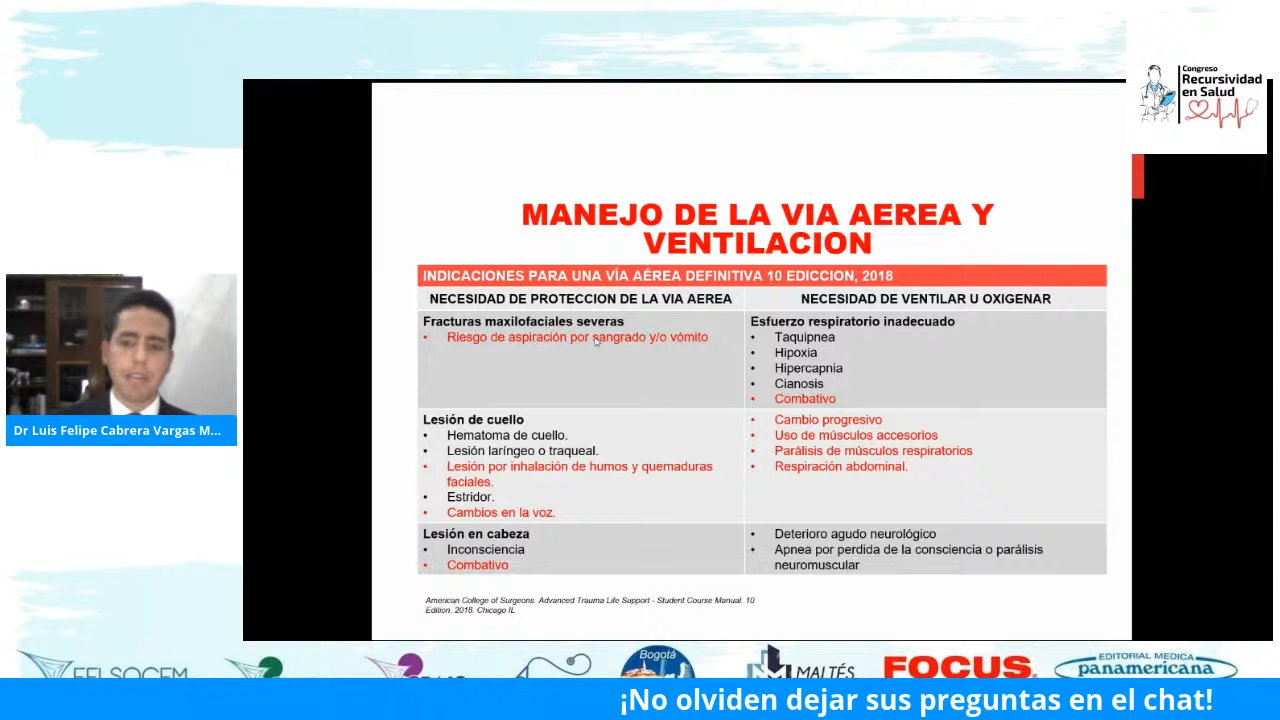 Congreso
Recursividad
en Salud
MANEJO DE LA VIA AEREA Y
VENTILACION
INDICACIONES PARA UNA VÍA AÉREA DEFINITIVA 10 EDICCION, 2018
NECESIDAD DE PROTECCION DE LA VIA AEREA
NECESIDAD DE VENTILAR U OXIGENAR
Fracturas maxilofaciales severas
• Riesgo de aspiración por sangrado y/o vómito
Esfuerzo respiratorio inadecuado
• Taquipnea
• Hipoxia
• Hipercapnia
• Cianosis
• Combativo
Lesión de cuello
• Hematoma de cuello.
• Lesión laríngeo o traqueal.
• Lesión por inhalación de humos y quemaduras
faciales.
• Estridor.
• Cambios en la voz.
• Cambio progresivo
• Uso de músculos accesorios
• Parálisis de músculos respiratorios
• Respiración abdominal.
Lesión en cabeza
• Inconsciencia
• Combativo
• Deterioro agudo neurológico
• Apnea por perdida de la consciencia o parálisis
neuromuscular
American College of Surgeons. Advanced Trauma Life Support - Student Course Manual. 10
Edition. 2018. Chicago IL
Dr Luis Felipe Cabrera Vargas M...
Bogotá
MALTÉS
FOCUS
EDITORIAL MEDICA
panamericana
¡No olviden dejar sus preguntas en el chat!